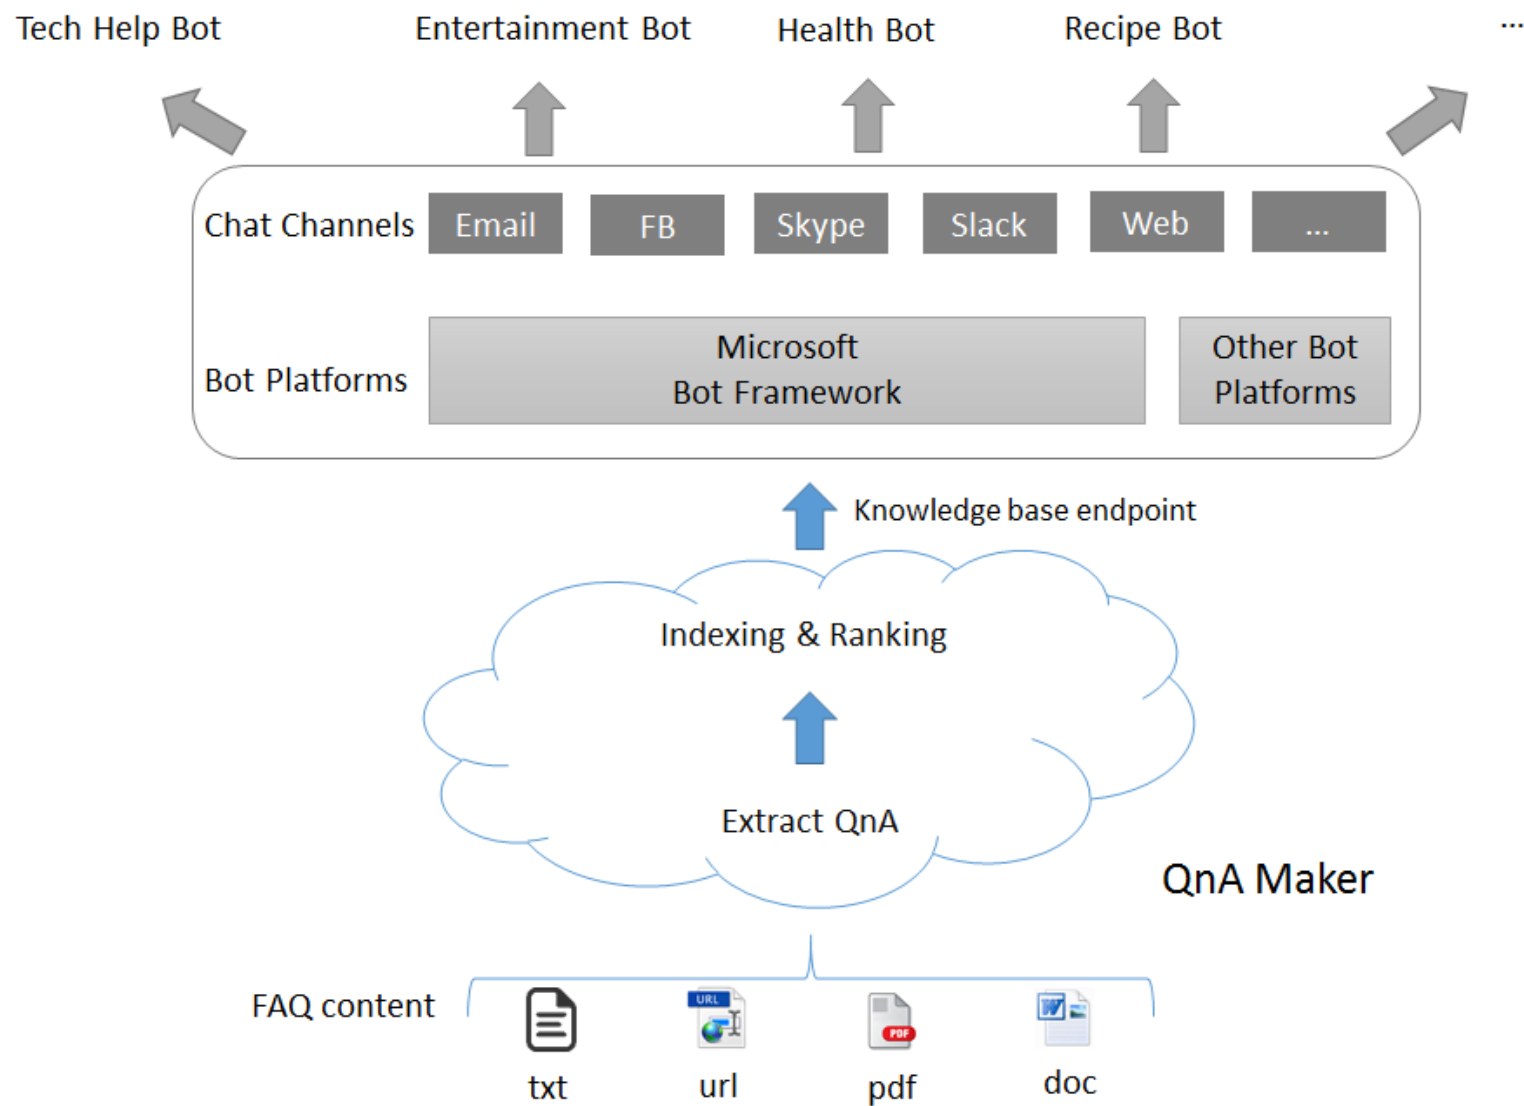 Tech Help Bot
Entertainment Bot
Health Bot
Recipe Bot
...
Chat Channels
Email
FB
Skype
Slack
Web
...
Bot Platforms
Microsoft
Bot Framework
Other Bot
Platforms
Knowledge base endpoint
Indexing & Ranking
Extract QnA
QnA Maker
FAQ content
URL
PDF
W
txt
url
pdf
doc